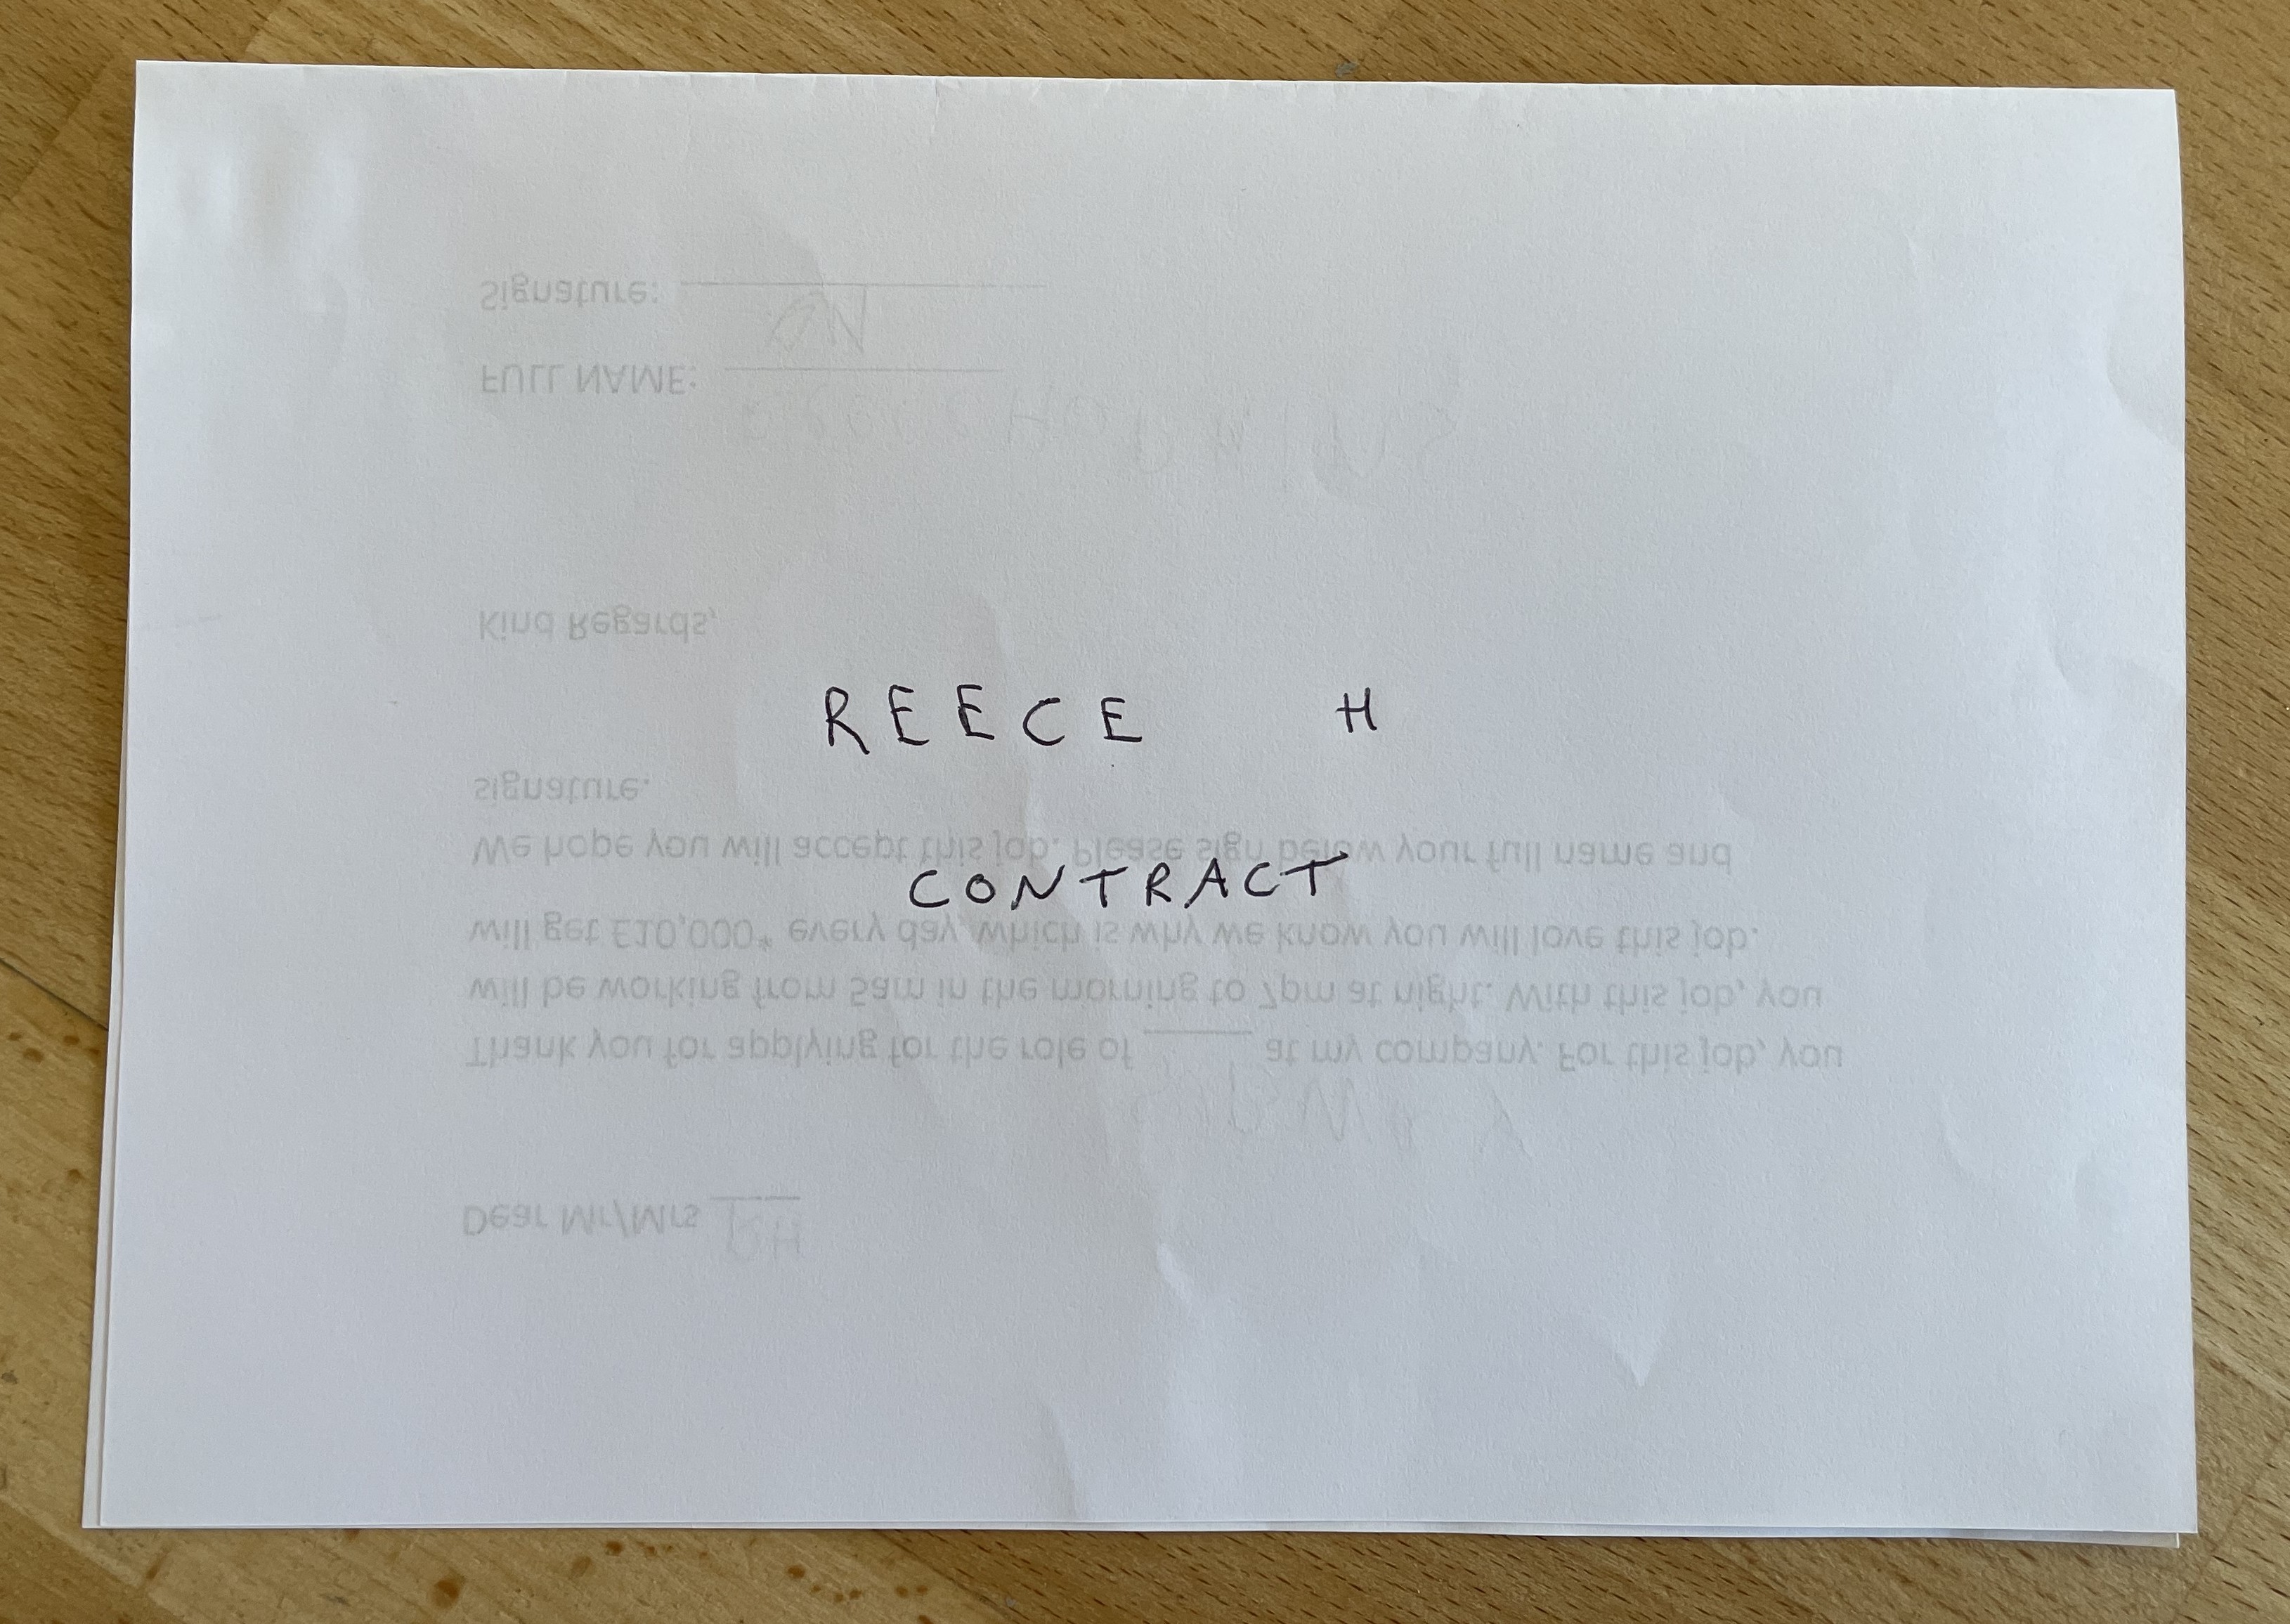 REECE H
CONTRACT
Dear Mr/Mrs RH
Thank you for applying for the role of at my company. For this job, you
will be working from 5am in the morning to 7pm at night. With this job, you
will get £10,000* every day which is why we know you will love this job.
We hope you will accept this job. Please sign below your full name and
signature.
Kind Regards,
FULL NAME:
Signature: